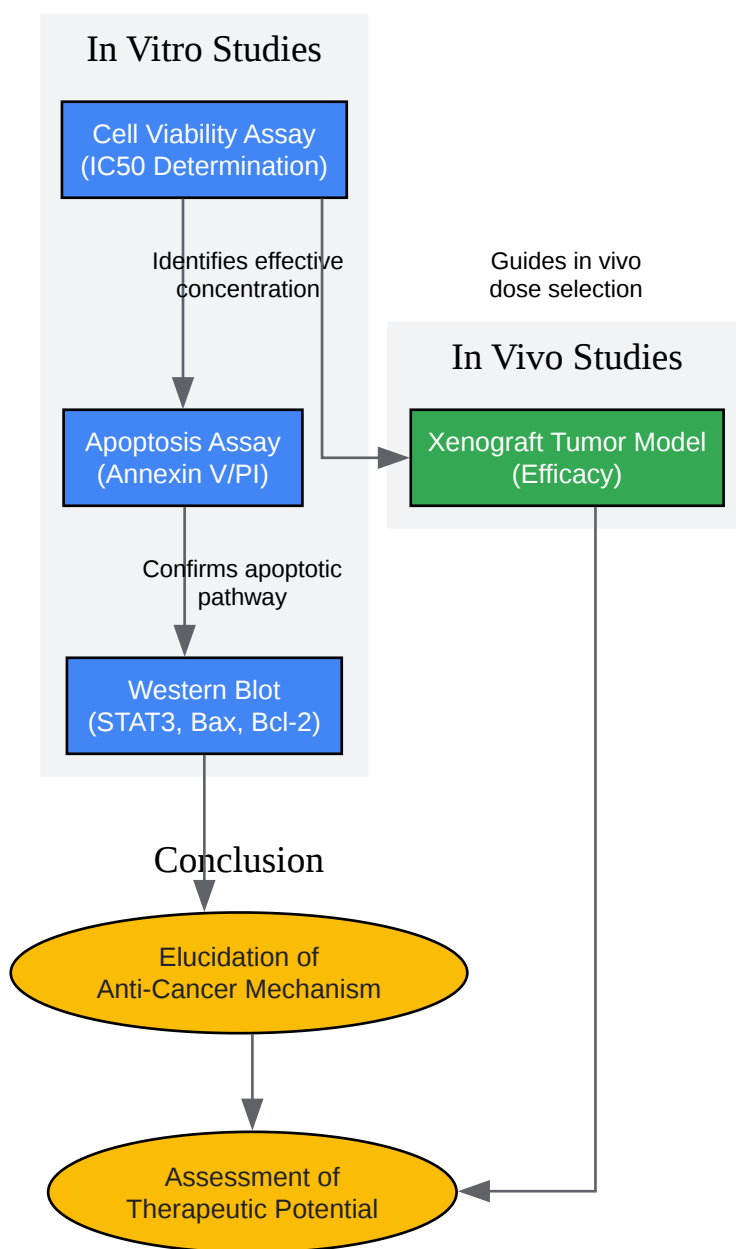 In Vitro Studies
Cell Viability Assay
(IC50 Determination)
Identifies effective
concentration
Guides in vivo
dose selection
In Vivo Studies
Apoptosis Assay
(Annexin V/PI)
Xenograft Tumor Model
(Efficacy)
Confirms apoptotic
pathway
Western Blot
(STAT3, Bax, Bcl-2)
Conclusion
Elucidation of
Anti-Cancer Mechanism
Assessment of
Therapeutic Potential